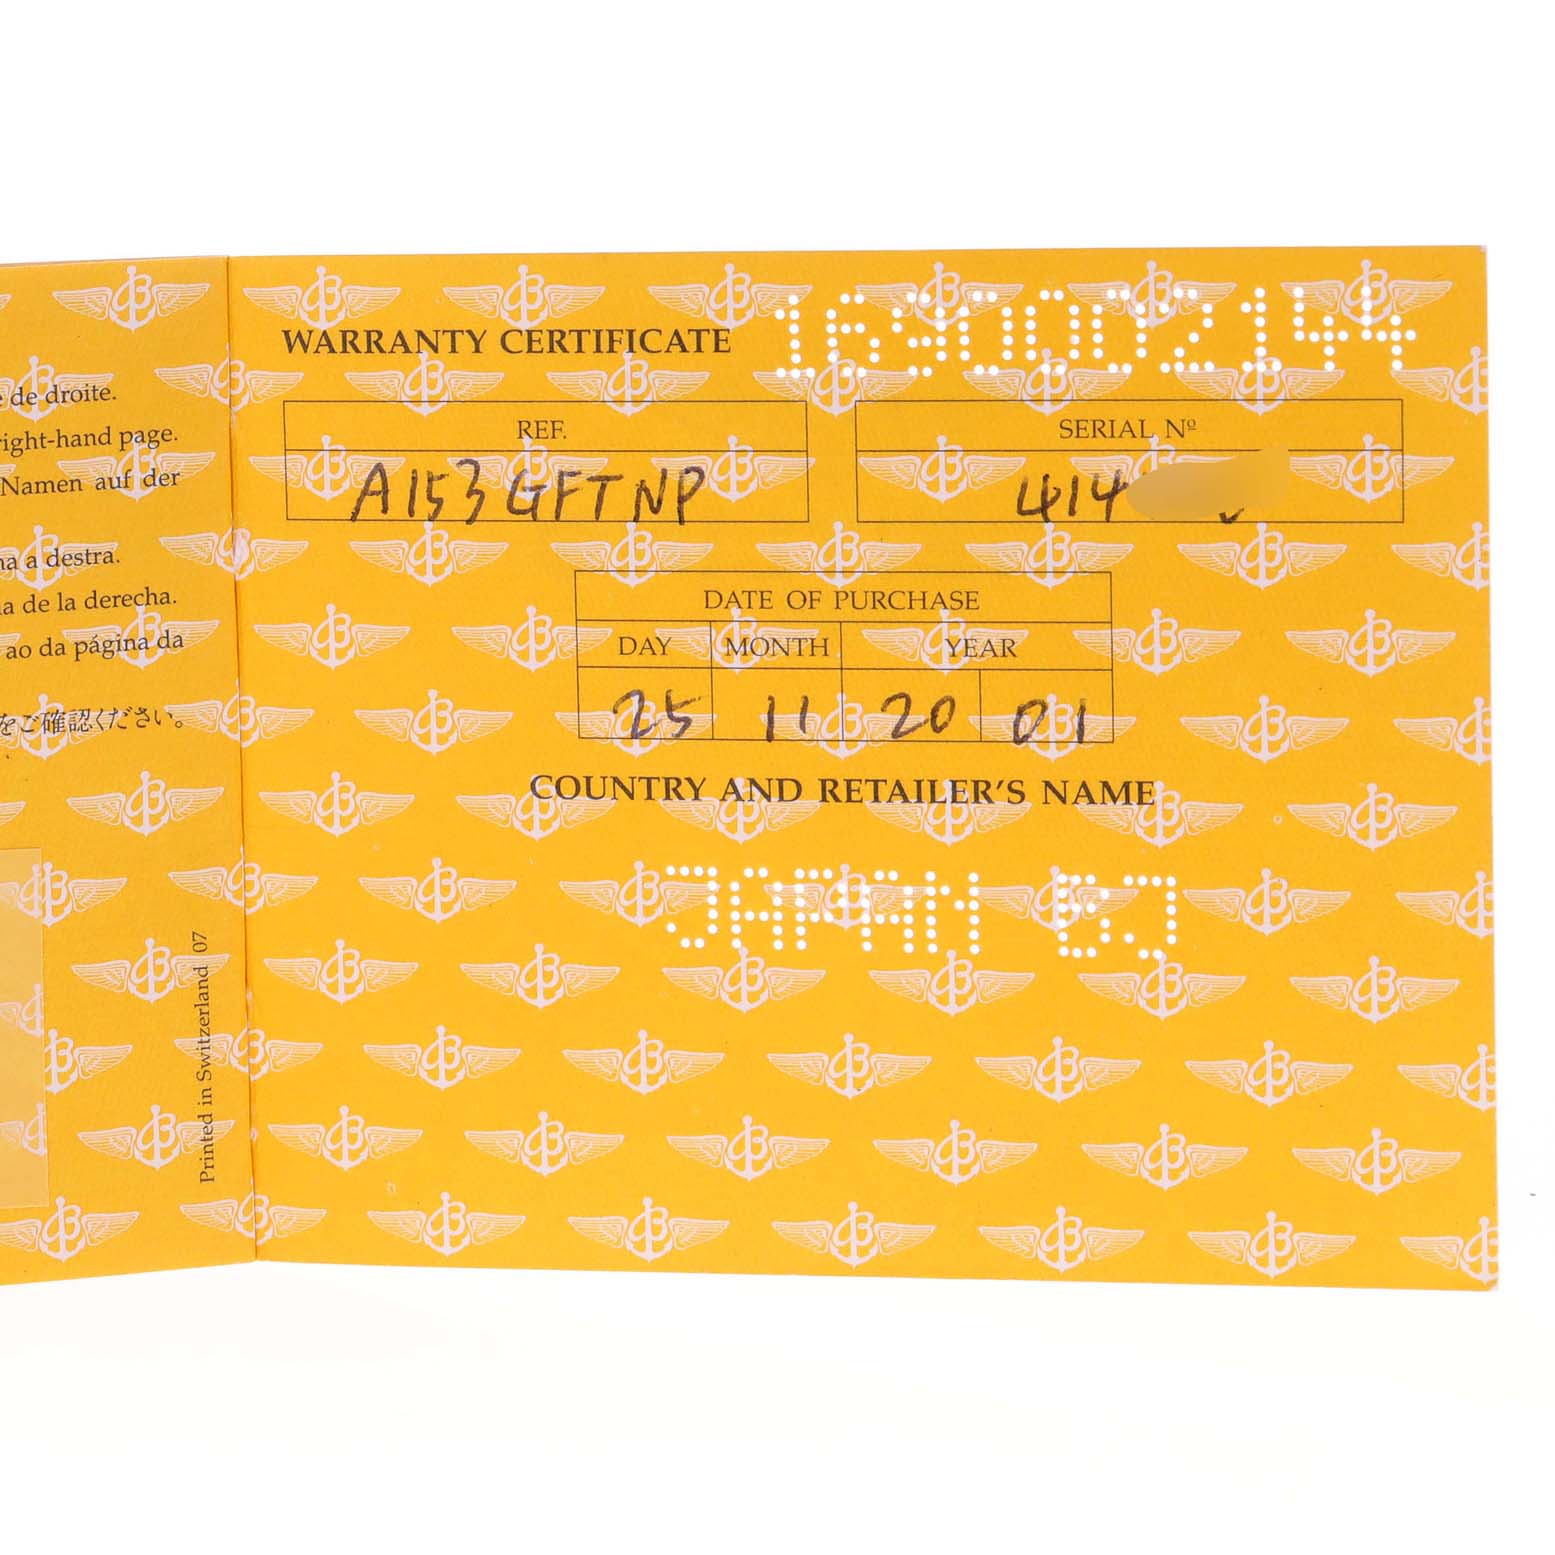 de droite.
right-hand page.
Namen auf der
a destra.
de la derecha.
ao da página da
をご確認ください。
Printed in Switzerland 07
WARRANTY CERTIFICATE 1690002144
REF.
A153GFTNP
SERIAL Nº
414
DATE OF PURCHASE
DAY MONTH YEAR
25 11 20 01
COUNTRY AND RETAILER'S NAME
JAPAN BJ